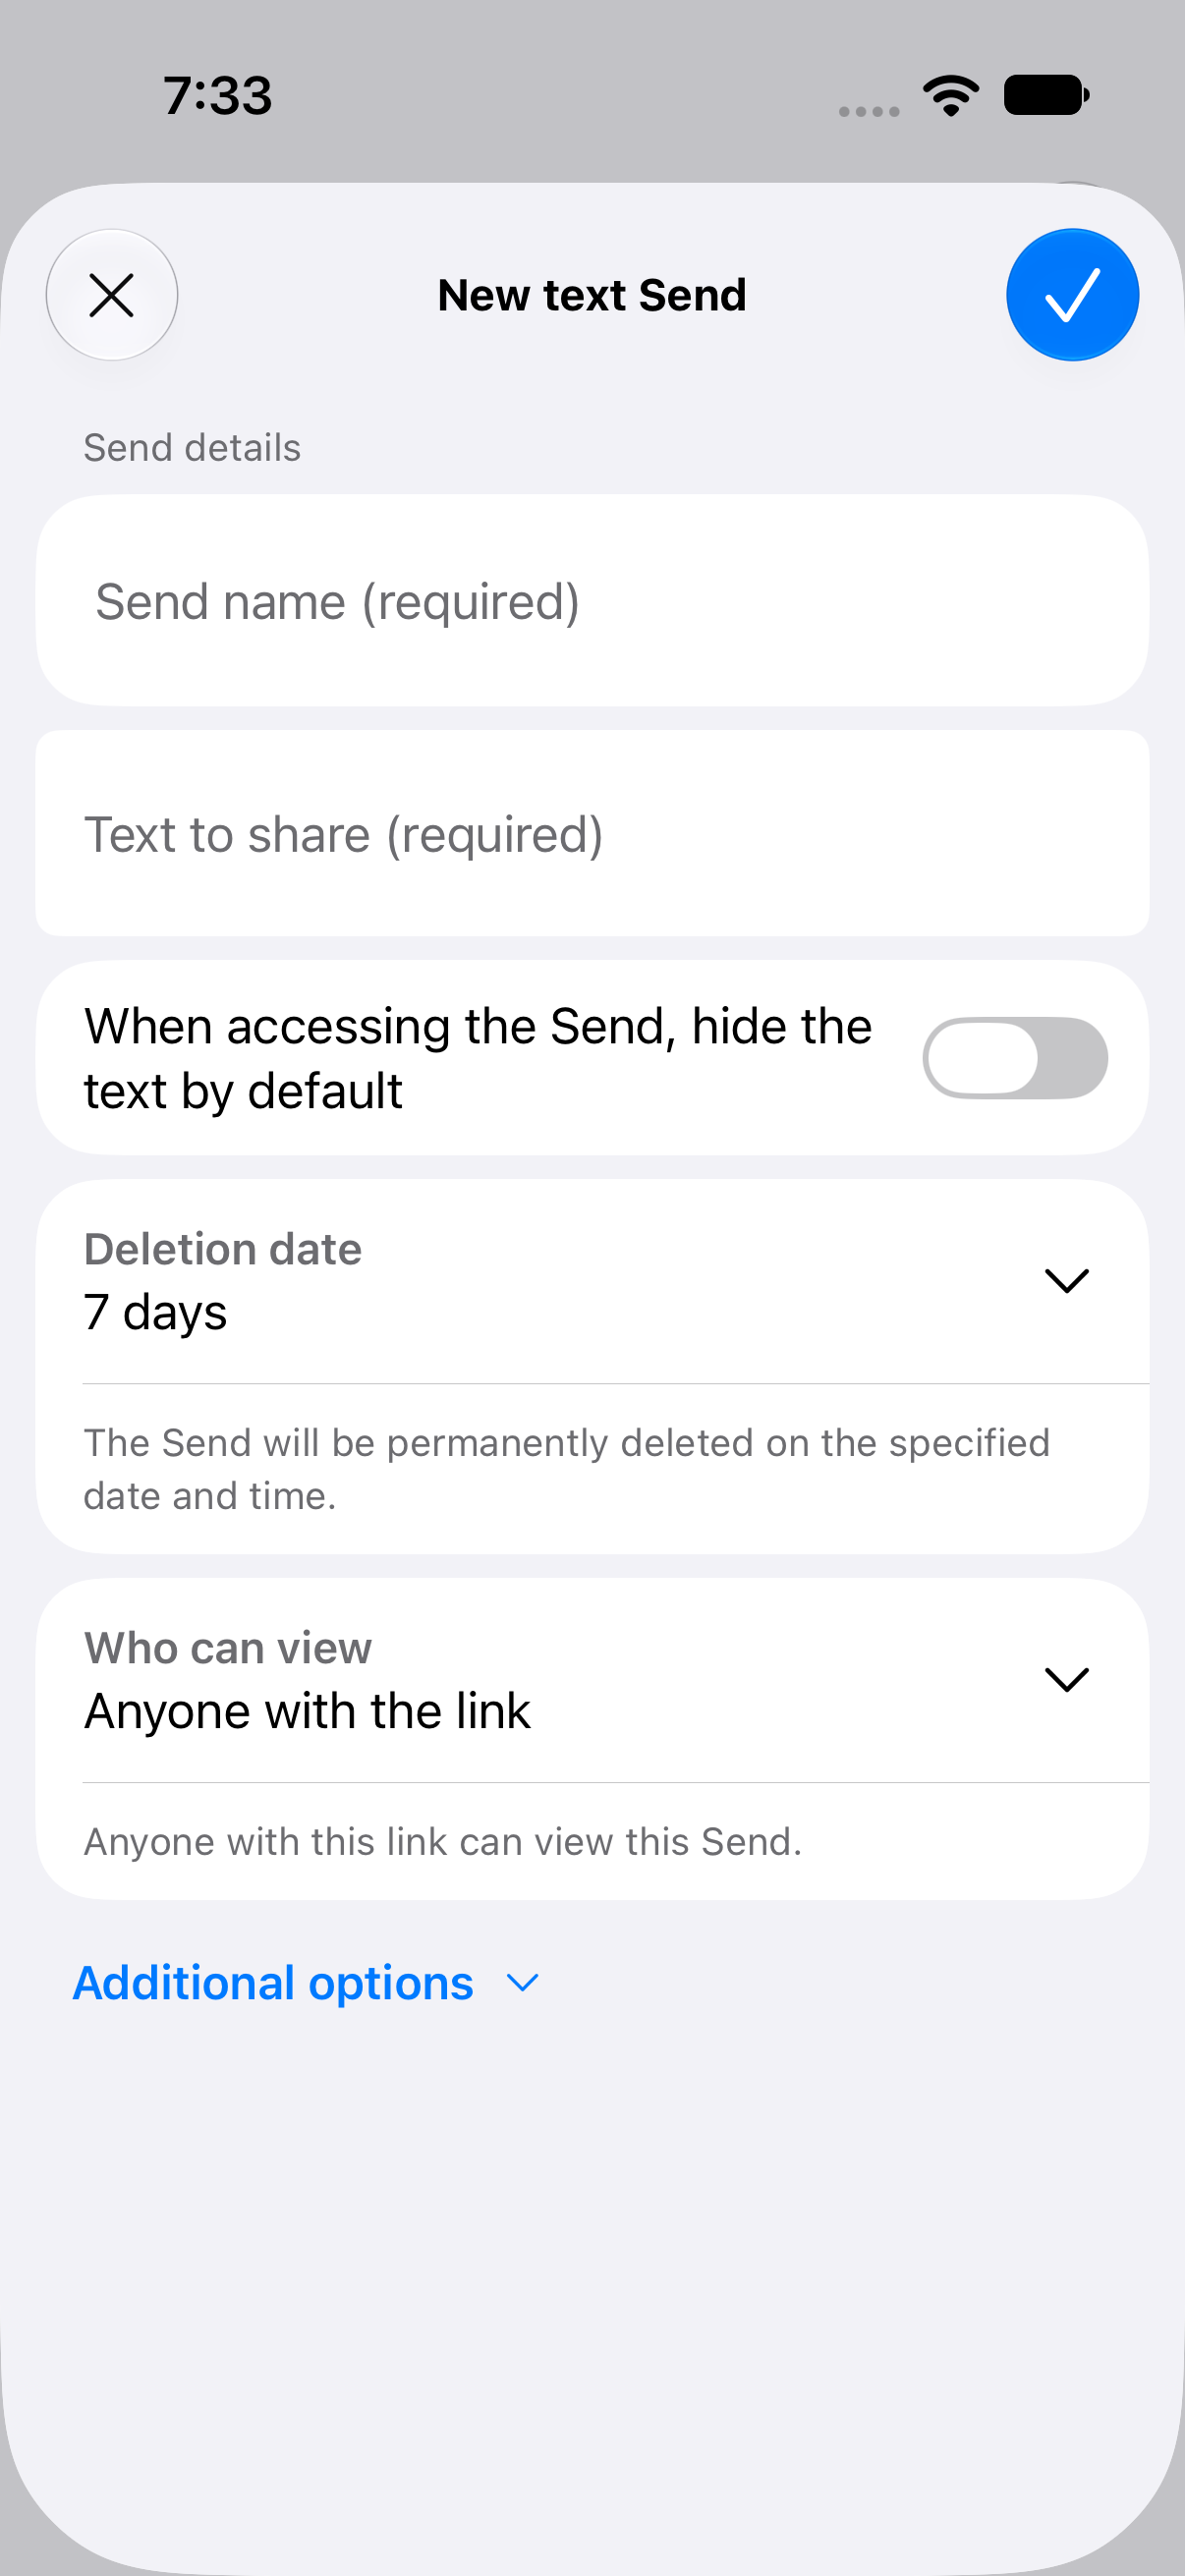 7:33
New text Send
Send details
Send name (required)
Text to share (required)
When accessing the Send, hide the
text by default
Deletion date
7 days
The Send will be permanently deleted on the specified
date and time.
Who can view
Anyone with the link
Anyone with this link can view this Send.
Additional options